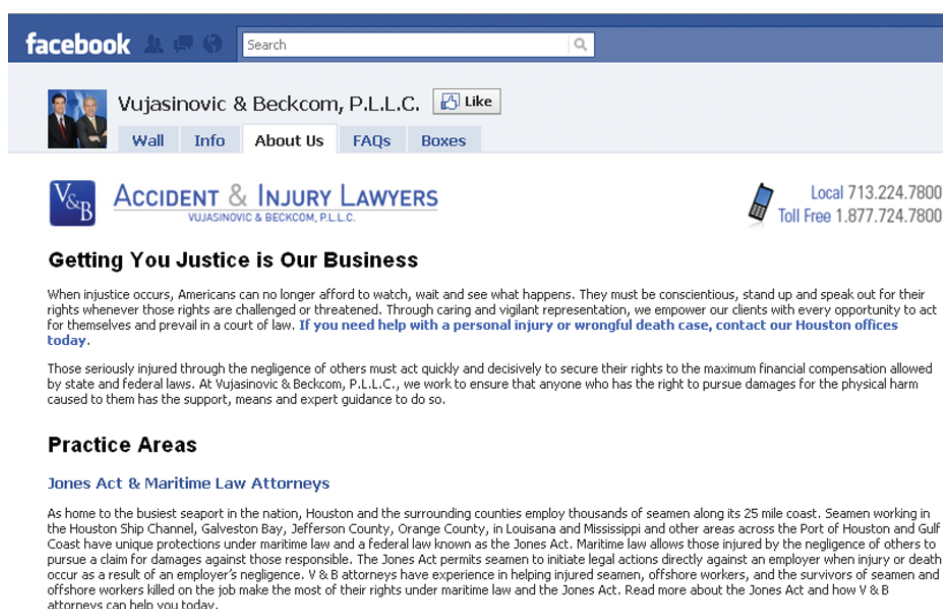 facebook Search
Vujasinovic & Beckcom, P.L.L.C. Like
Wall Info About Us FAQs Boxes
V&B ACCIDENT & INJURY LAWYERS
VUJASINOVIC & BECKCOM, P.L.L.C.
Local 713.224.7800
Toll Free 1.877.724.7800
Getting You Justice is Our Business
When injustice occurs, Americans can no longer afford to watch, wait and see what happens. They must be conscientious, stand up and speak out for their
rights whenever those rights are challenged or threatened. Through caring and vigilant representation, we empower our clients with every opportunity to act
for themselves and prevail in a court of law. If you need help with a personal injury or wrongful death case, contact our Houston offices
today.
Those seriously injured through the negligence of others must act quickly and decisively to secure their rights to the maximum financial compensation allowed
by state and federal laws. At Vujasinovic & Beckcom, P.L.L.C., we work to ensure that anyone who has the right to pursue damages for the physical harm
caused to them has the support, means and expert guidance to do so.
Practice Areas
Jones Act & Maritime Law Attorneys
As home to the busiest seaport in the nation, Houston and the surrounding counties employ thousands of seamen along its 25 mile coast. Seamen working in
the Houston Ship Channel, Galveston Bay, Jefferson County, Orange County, in Louisana and Mississippi and other areas across the Port of Houston and Gulf
Coast have unique protections under maritime law and a federal law known as the Jones Act. Maritime law allows those injured by the negligence of others to
pursue a claim for damages against those responsible. The Jones Act permits seamen to initiate legal actions directly against an employer when injury or death
occur as a result of an employer's negligence. V & B attorneys have experience in helping injured seamen, offshore workers, and the survivors of seamen and
offshore workers killed on the job make the most of their rights under maritime law and the Jones Act. Read more about the Jones Act and how V & B
attorneys can help you today.